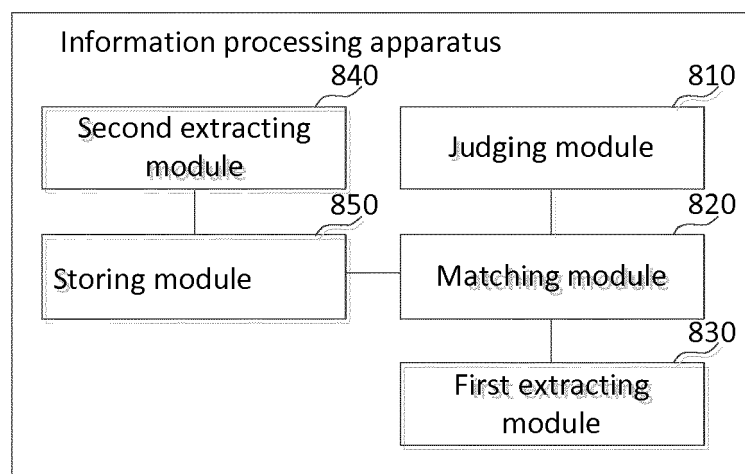 Information processing apparatus
840
810
Second extracting
module
Judging module
850
820
Storing module
Matching module
830
First extracting
module